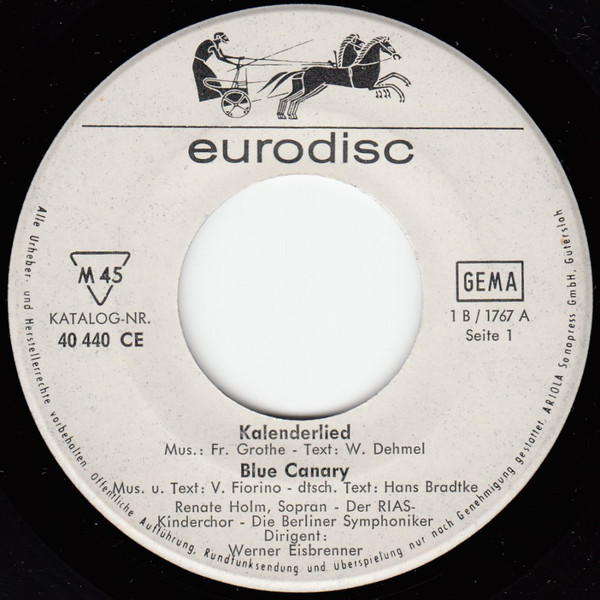 eurodisc
M 45
KATALOG-NR.
40 440 CE
GEMA
1 B / 1767 A
Seite 1
Kalenderlied
Mus.: Fr. Grothe - Text: W. Dehmel
Blue Canary
Mus. u. Text: V. Fiorino - dtsch. Text: Hans Bradtke
Renate Holm, Sopran - Der RIAS-
Kinderchor - Die Berliner Symphoniker
Dirigent:
Werner Eisbrenner
Alle Urheber- und Herstellerrechte vorbehalten. Öffentliche Aufführung, Rundfunksendung und Überspielung nur nach Genehmigung gestattet. ARIOLA Sonopress GmbH, Gütersloh